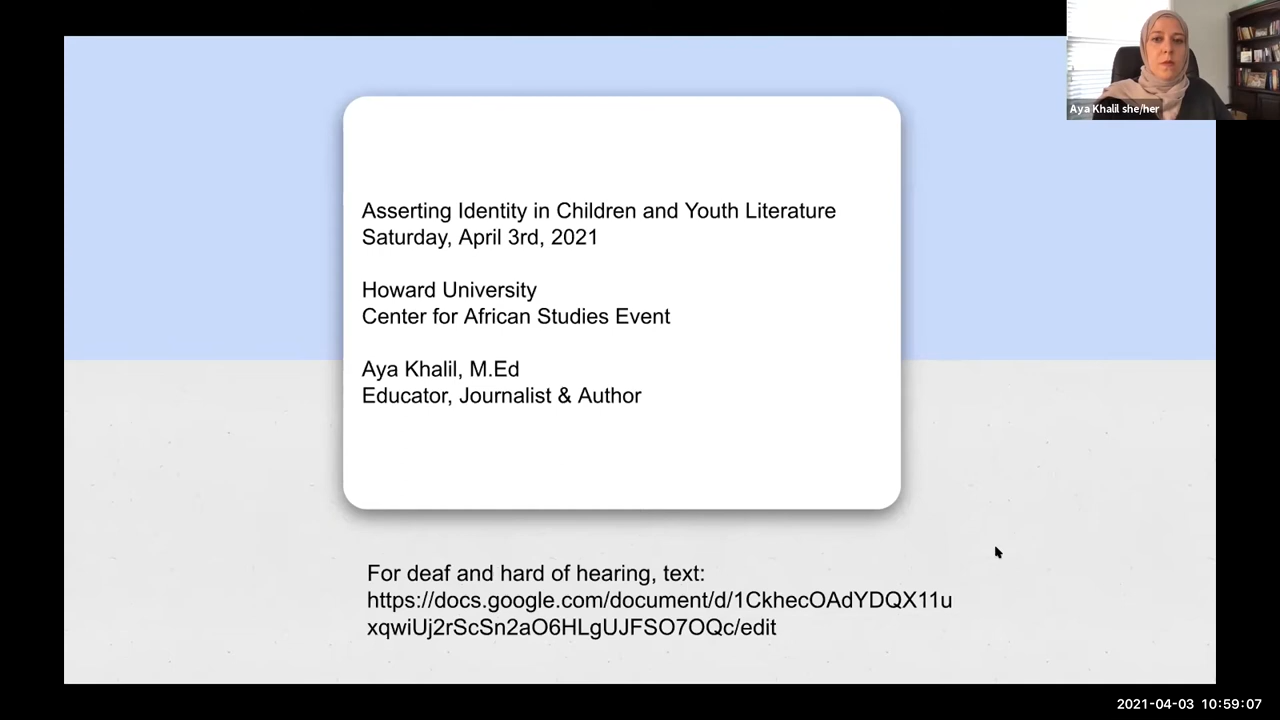 Aya Khalil she/her
Asserting Identity in Children and Youth Literature
Saturday, April 3rd, 2021
Howard University
Center for African Studies Event
Aya Khalil, M.Ed
Educator, Journalist & Author
For deaf and hard of hearing, text:
https://docs.google.com/document/d/1CkhecOAdYDQX11u
xqwiUj2rScSn2aO6HLgUJFSO7OQc/edit
2021-04-03 10:59:07